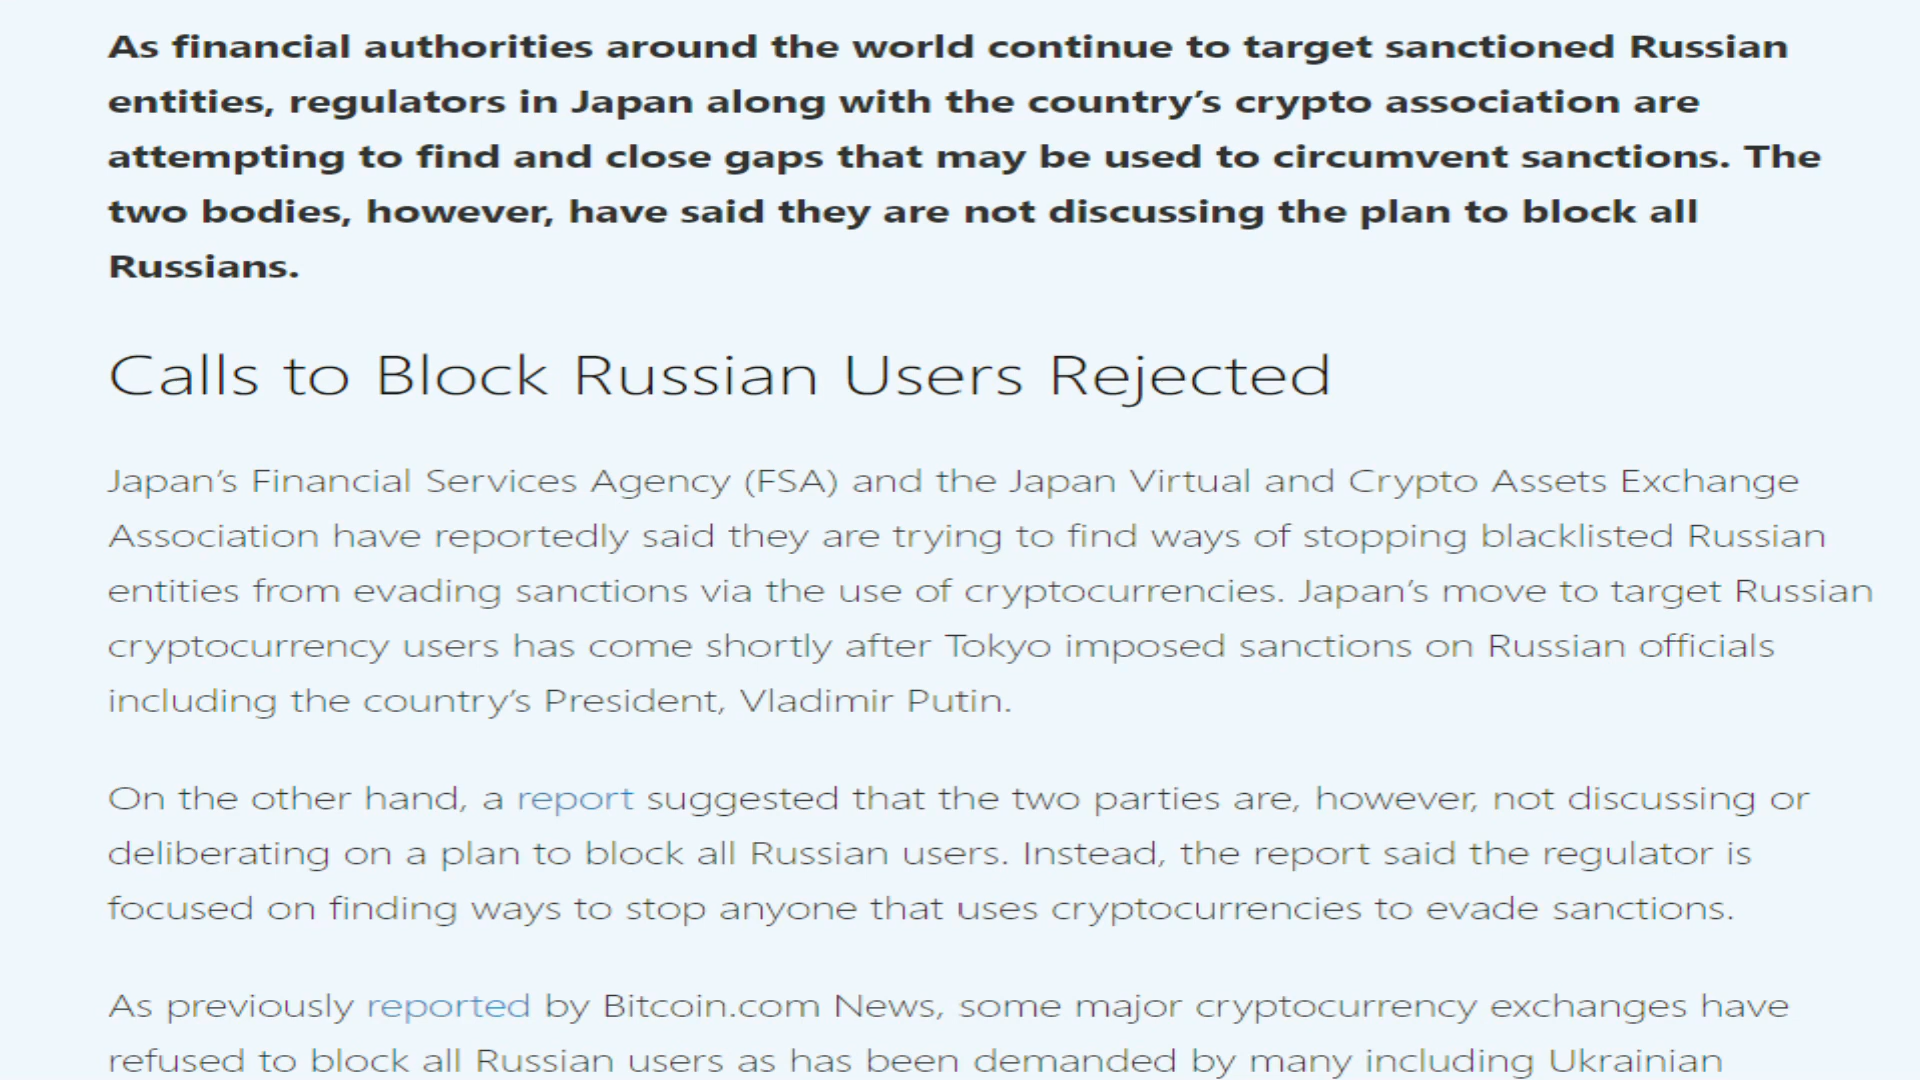 As financial authorities around the world continue to target sanctioned Russian
entities, regulators in Japan along with the country’s crypto association are
attempting to find and close gaps that may be used to circumvent sanctions. The
two bodies, however, have said they are not discussing the plan to block all
Russians.
Calls to Block Russian Users Rejected
Japan’s Financial Services Agency (FSA) and the Japan Virtual and Crypto Assets Exchange
Association have reportedly said they are trying to find ways of stopping blacklisted Russian
entities from evading sanctions via the use of cryptocurrencies. Japan’s move to target Russian
cryptocurrency users has come shortly after Tokyo imposed sanctions on Russian officials
including the country’s President, Vladimir Putin.
On the other hand, a report suggested that the two parties are, however, not discussing or
deliberating on a plan to block all Russian users. Instead, the report said the regulator is
focused on finding ways to stop anyone that uses cryptocurrencies to evade sanctions.
As previously reported by Bitcoin.com News, some major cryptocurrency exchanges have
refused to block all Russian users as has been demanded by many including Ukrainian